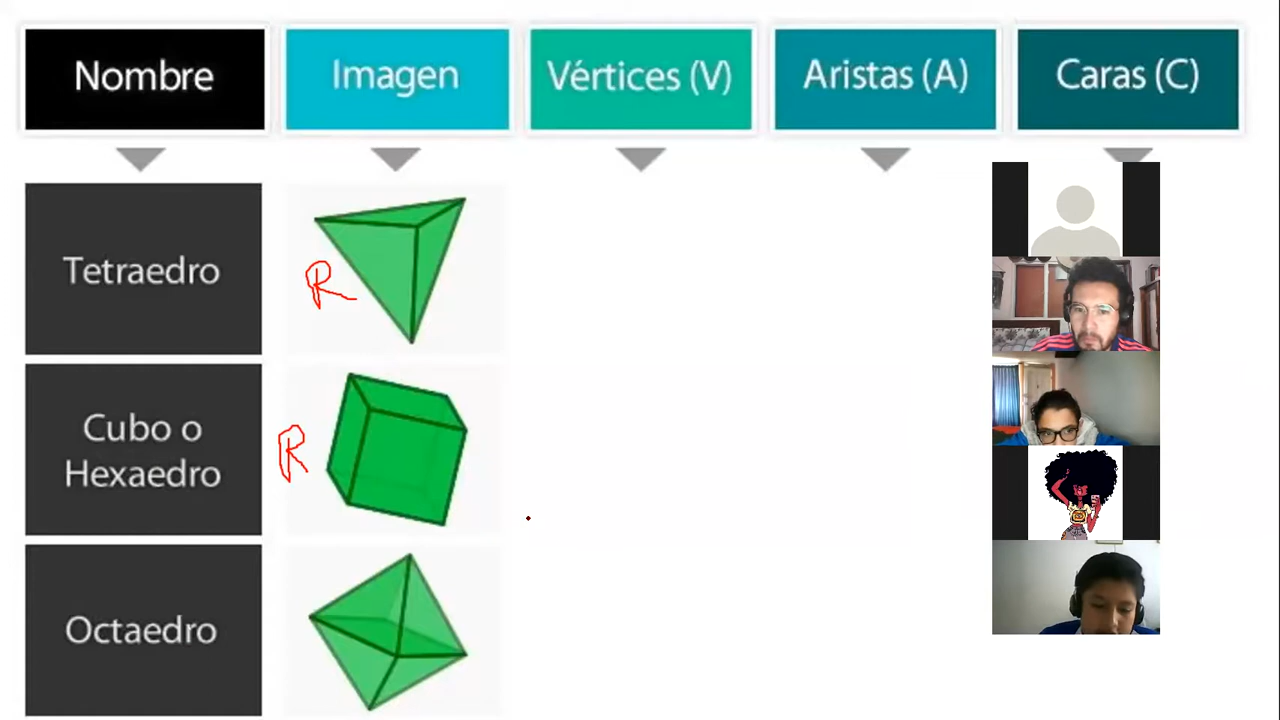 Nombre
Imagen
Vértices (V)
Aristas (A)
Caras (C)
Tetraedro
R
Cubo o
Hexaedro
R
Octaedro